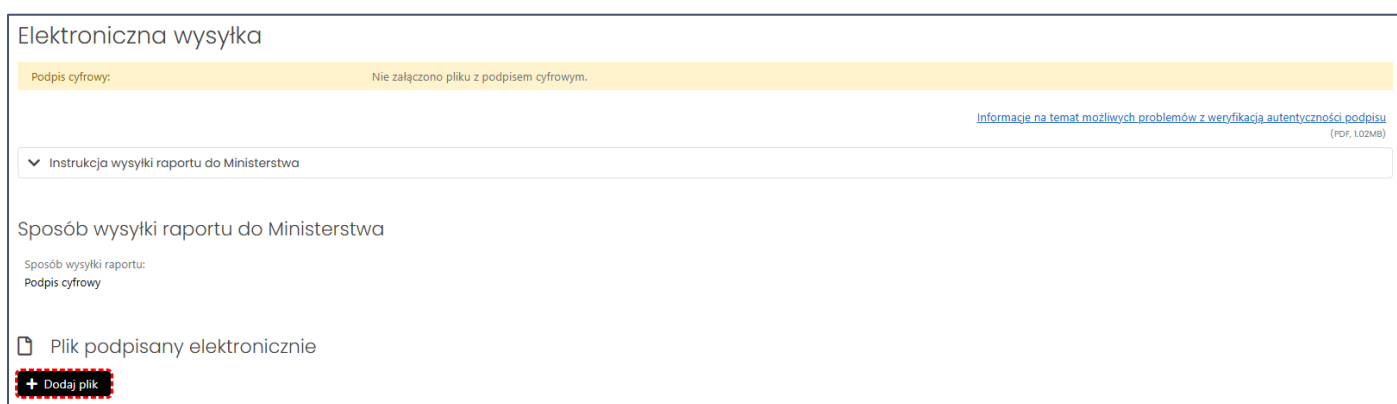 Elektroniczna wysyłka
Podpis cyfrowy: Nie załączono pliku z podpisem cyfrowym.
Informacje na temat możliwych problemów z weryfikacją autentyczności podpisu
(PDF, 1.02MB)
Instrukcja wysyłki raportu do Ministerstwa
Sposób wysyłki raportu do Ministerstwa
Sposób wysyłki raportu:
Podpis cyfrowy
Plik podpisany elektronicznie
+ Dodaj plik